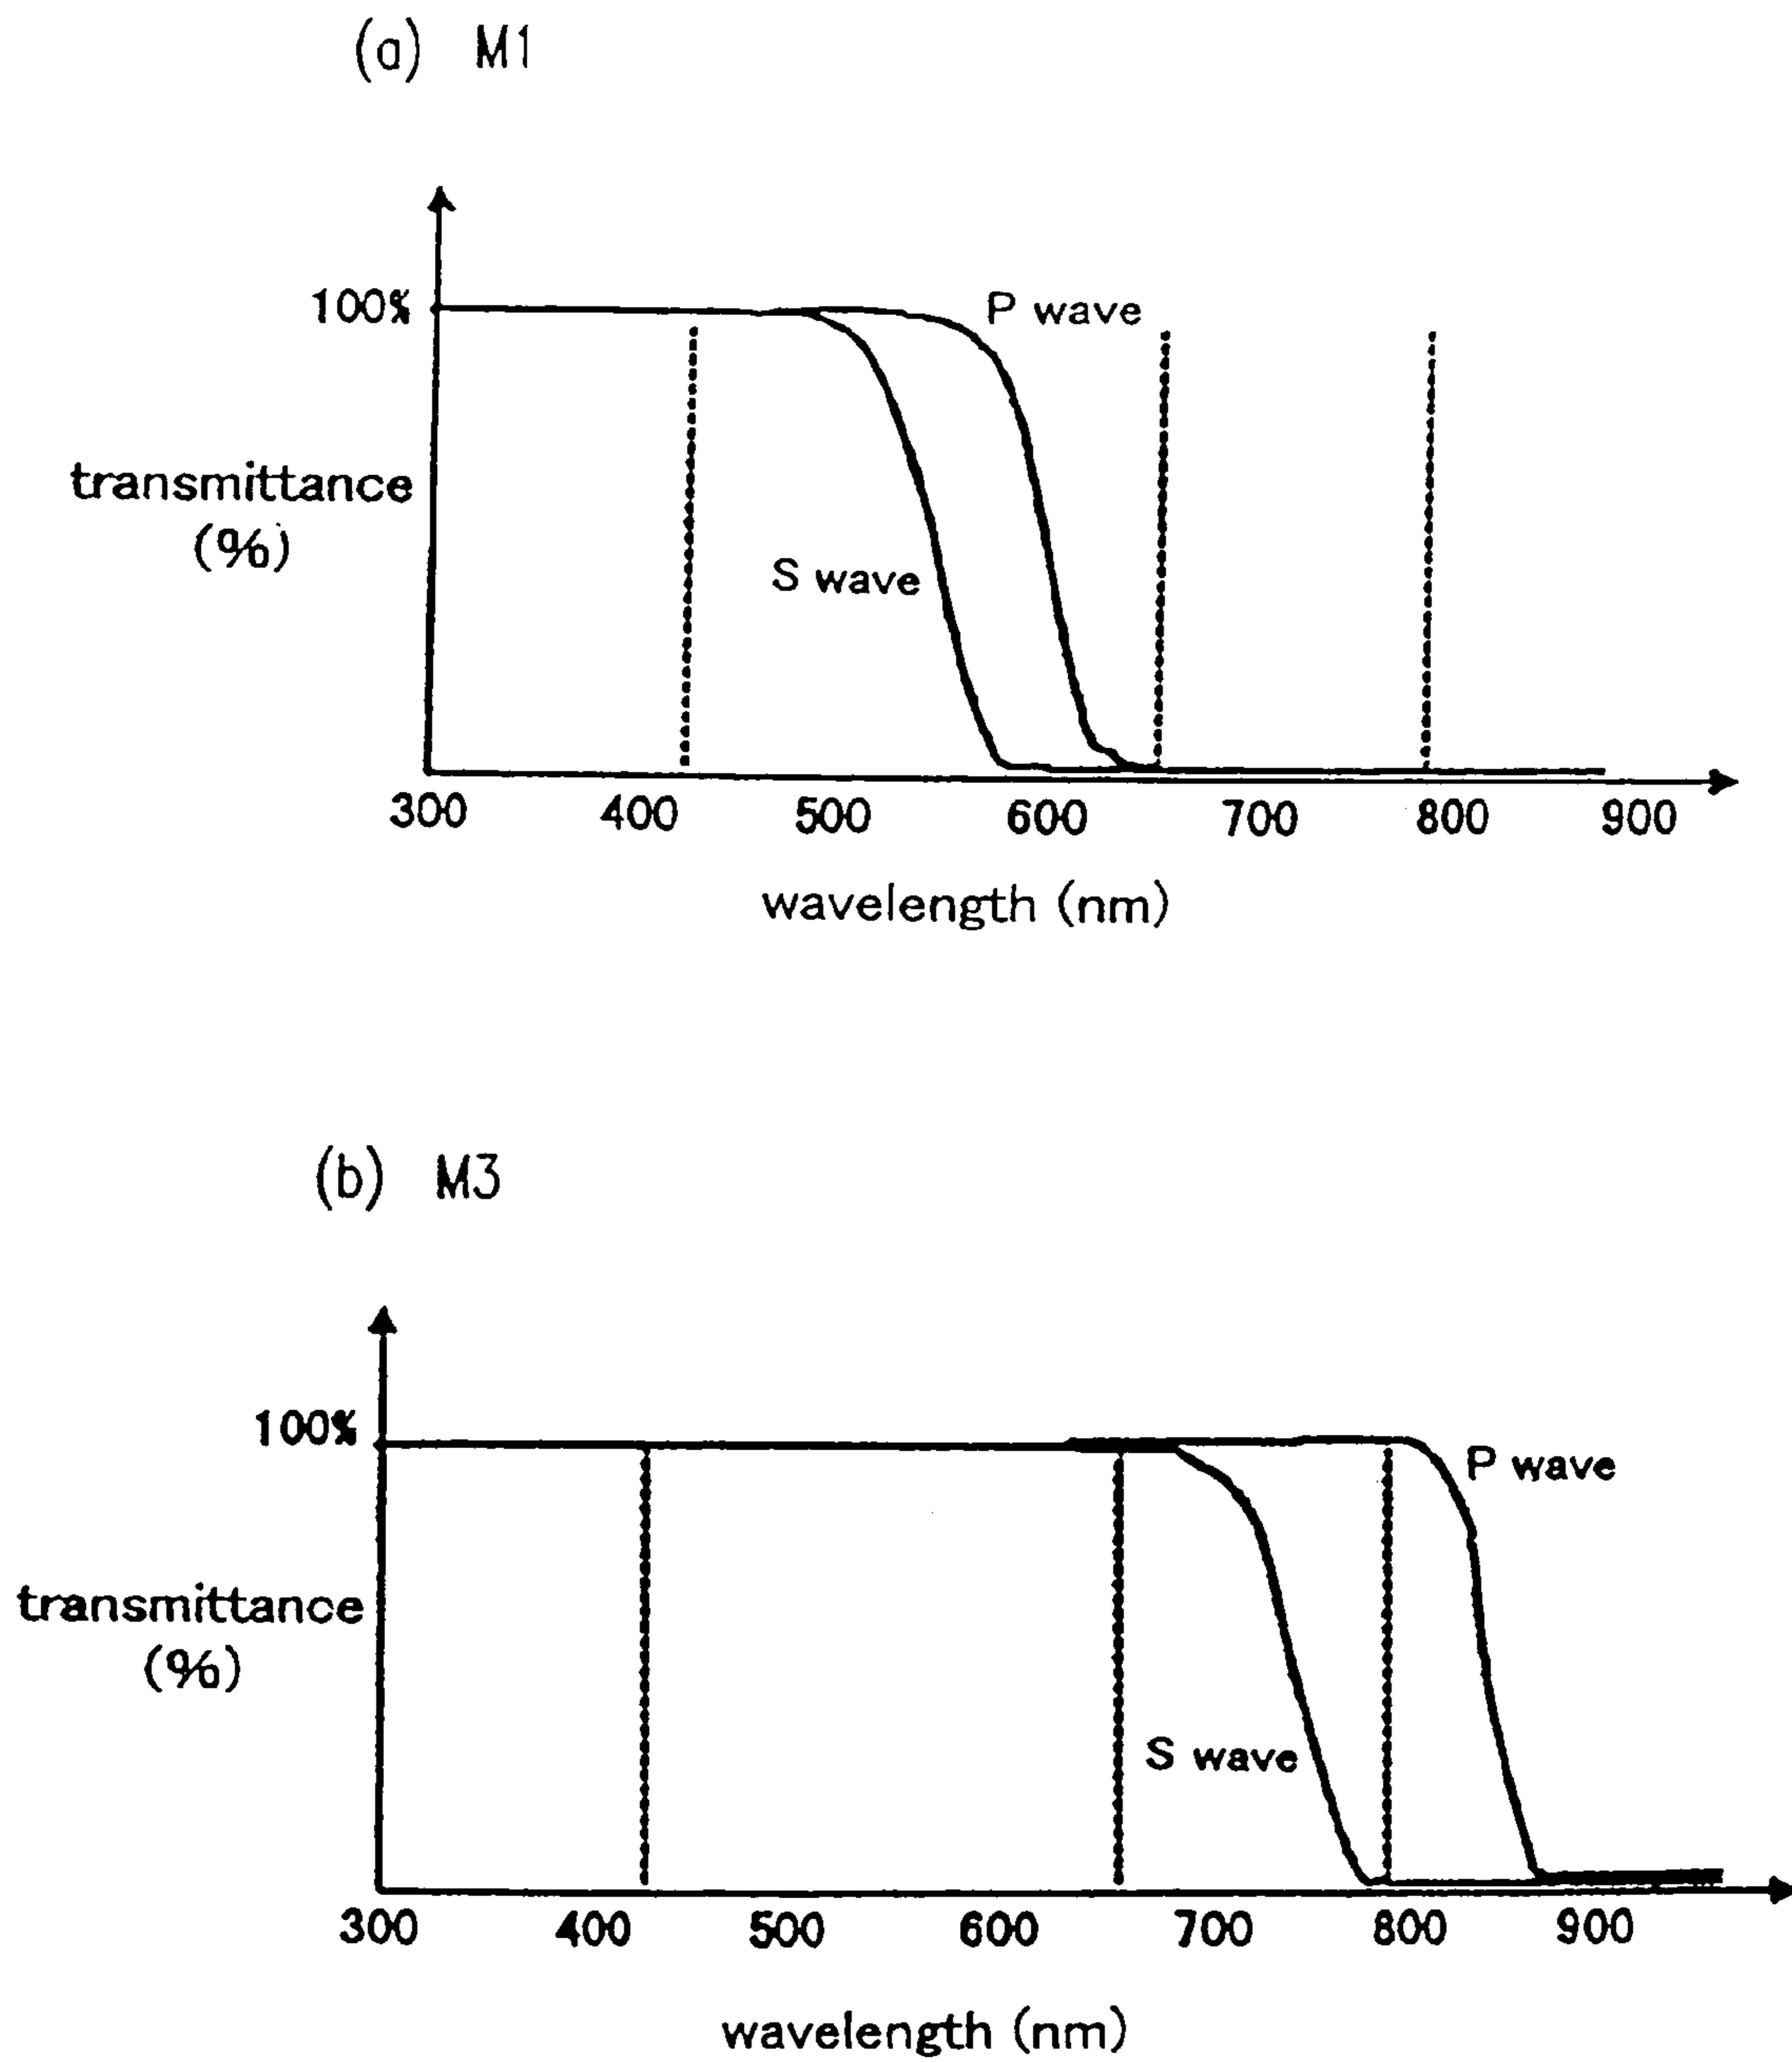 (a) M1
100%
P wave
transmittance
(%)
S wave
300 400 500 600 700 800 900
wavelength (nm)
(b) M3
100%
P wave
transmittance
(%)
S wave
300 400 500 600 700 800 900
wavelength (nm)